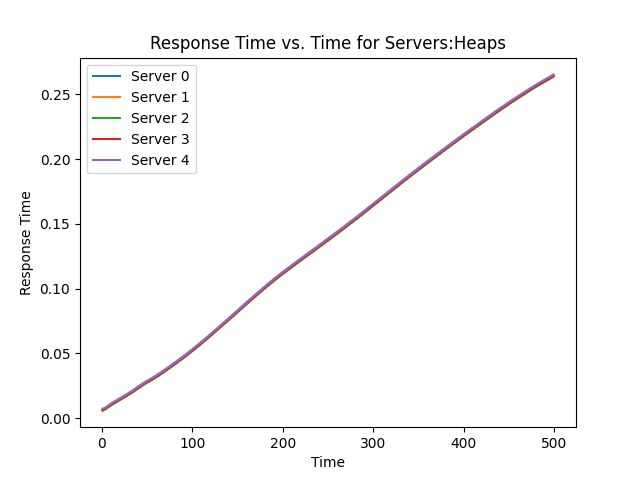 Response Time vs. Time for Servers:Heaps
Server 0
Server 1
Server 2
Server 3
Server 4
Response Time
0.25
0.20
0.15
0.10
0.05
0.00
0 100 200 300 400 500
Time